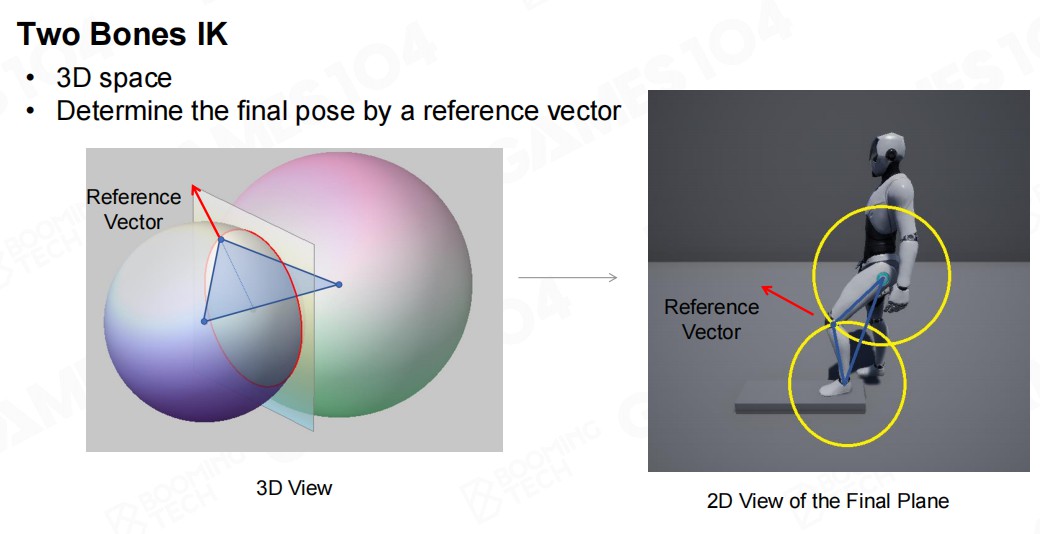 Two Bones IK
• 3D space
• Determine the final pose by a reference vector
Reference
Vector
Reference
Vector
3D View
2D View of the Final Plane
GAMES104
BOOMING
TECH